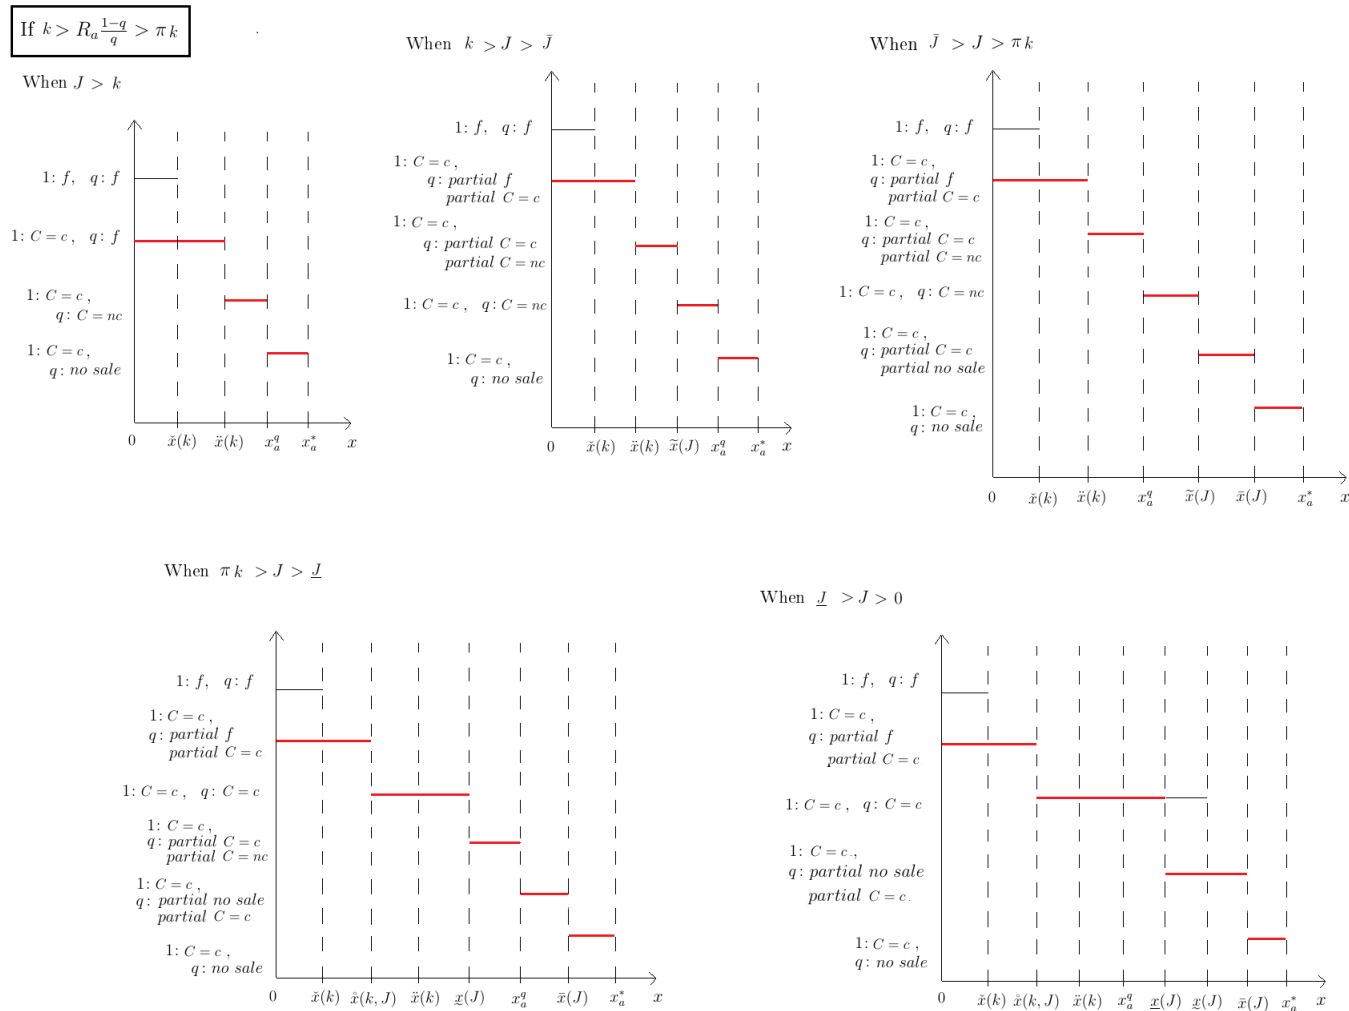 If k > R_a \frac{1-q}{q} > π k
When J > k
1: f, q: f
1: C = c, q: f
1: C = c,
q: C = nc
1: C = c,
q: no sale
0 x̌(k) ẍ(k) x_a^q x_a^* x
When k > J > J̄
1: f, q: f
1: C = c,
q: partial f
partial C = c
1: C = c,
q: partial C = c
partial C = nc
1: C = c, q: C = nc
1: C = c,
q: no sale
0 x̌(k) ẍ(k) x̃(J) x_a^q x_a^* x
When J̄ > J > π k
1: f, q: f
1: C = c,
q: partial f
partial C = c
1: C = c,
q: partial C = c
partial C = nc
1: C = c, q: C = nc
1: C = c,
q: partial C = c
partial no sale
1: C = c,
q: no sale
0 x̌(k) ẍ(k) x_a^q x̃(J) x̄(J) x_a^* x
When π k > J > J̲
1: f, q: f
1: C = c,
q: partial f
partial C = c
1: C = c, q: C = c
1: C = c,
q: partial C = c
partial C = nc
1: C = c,
q: partial no sale
partial C = c
1: C = c,
q: no sale
0 x̌(k) x̊(k, J) ẍ(k) x̰(J) x_a^q x̄(J) x_a^* x
When J̲ > J > 0
1: f, q: f
1: C = c,
q: partial f
partial C = c
1: C = c, q: C = c
1: C = c.,
q: partial no sale
partial C = c.
1: C = c,
q: no sale
0 x̌(k) x̊(k, J) ẍ(k) x_a^q x̲(J) x̰(J) x̄(J) x_a^* x